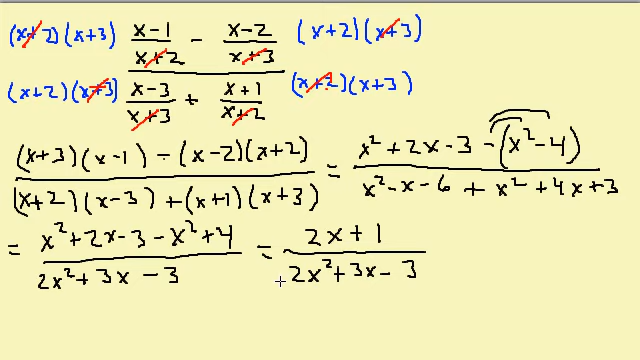 (x+2)(x+3) (x-1)/(x+2) - (x-2)/(x+3) (x+2)(x+3)
(x+2)(x+3) (x-3)/(x+3) + (x+1)/(x+2) (x+2)(x+3)
(x+3)(x-1) - (x-2)(x+2) = x² + 2x - 3 - (x² - 4)
(x+2)(x-3) + (x+1)(x+3) x² - x - 6 + x² + 4x + 3
= x² + 2x - 3 - x² + 4 = 2x + 1
2x² + 3x - 3 2x² + 3x - 3